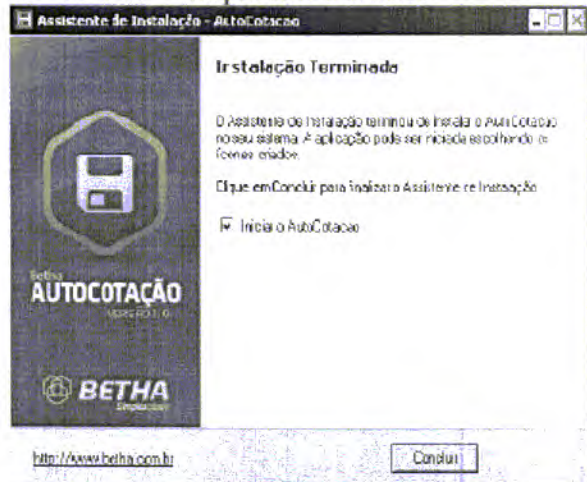 Assistente de Instalação - AutoCotacao
Instalação Terminada
O Assistente de Instalação terminou de instalar o AutoCotacao
no seu sistema. A aplicação pode ser iniciada escolhendo os
ícones criados.
Clique em Concluir para finalizar o Assistente de Instalação.
Iniciar o AutoCotacao
Betha
AUTOCOTAÇÃO
BETHA
http://www.betha.com.br
Concluir